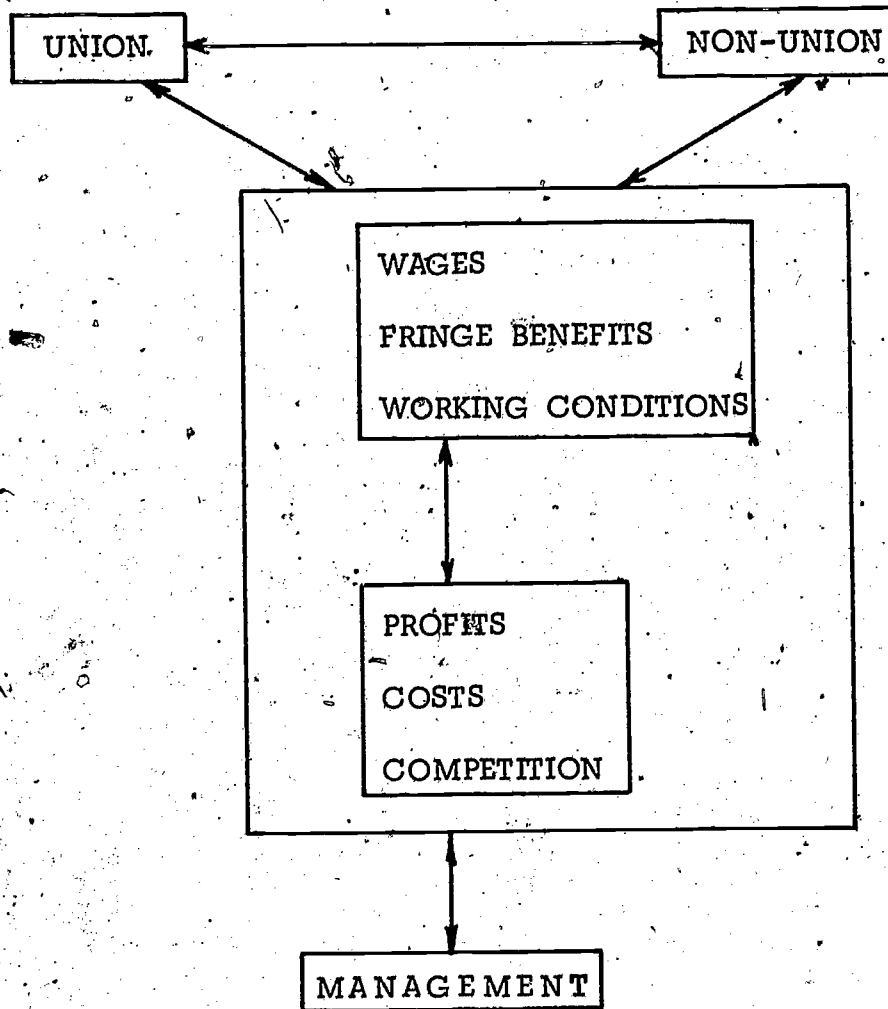 UNION NON-UNION
WAGES
FRINGE BENEFITS
WORKING CONDITIONS
PROFITS
COSTS
COMPETITION
MANAGEMENT